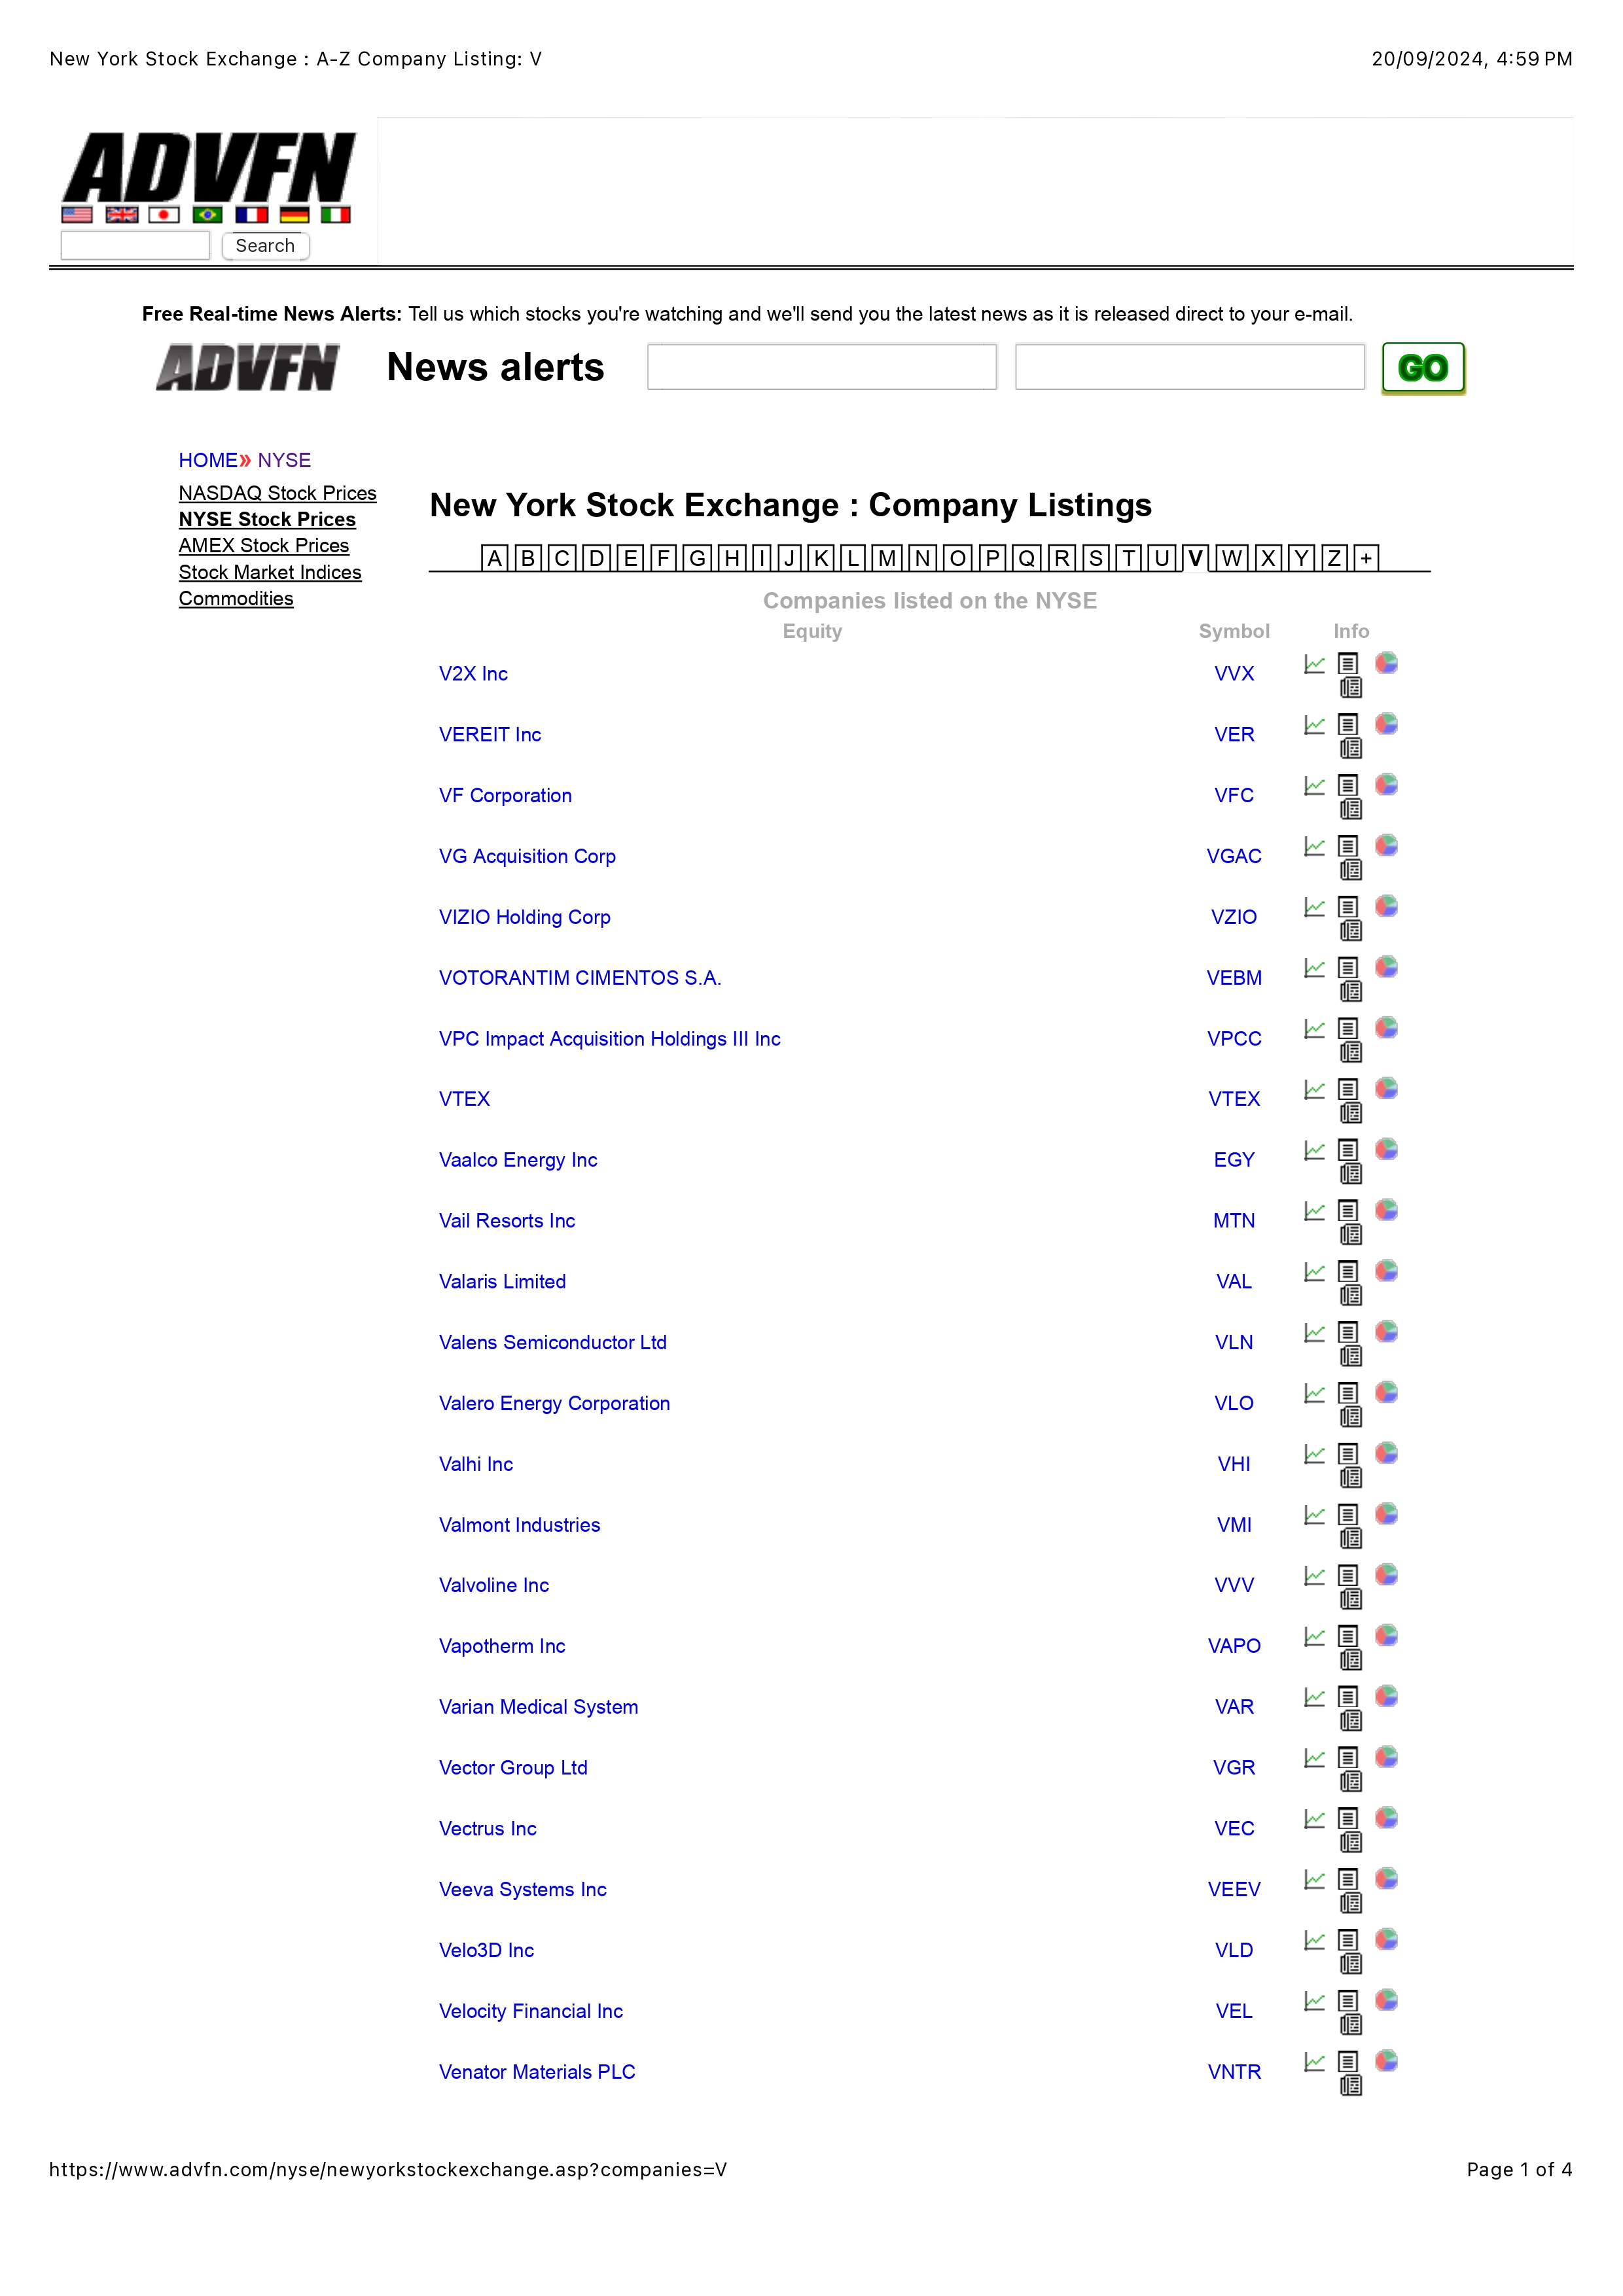 New York Stock Exchange : A-Z Company Listing: V 20/09/2024, 4:59 PM
ADVFN
Search
Free Real-time News Alerts: Tell us which stocks you're watching and we'll send you the latest news as it is released direct to your e-mail.
ADVFN News alerts GO
HOME» NYSE
NASDAQ Stock Prices
NYSE Stock Prices
AMEX Stock Prices
Stock Market Indices
Commodities
New York Stock Exchange : Company Listings
A B C D E F G H I J K L M N O P Q R S T U V W X Y Z +
Companies listed on the NYSE
Equity Symbol Info
V2X Inc VVX
VEREIT Inc VER
VF Corporation VFC
VG Acquisition Corp VGAC
VIZIO Holding Corp VZIO
VOTORANTIM CIMENTOS S.A. VEBM
VPC Impact Acquisition Holdings III Inc VPCC
VTEX VTEX
Vaalco Energy Inc EGY
Vail Resorts Inc MTN
Valaris Limited VAL
Valens Semiconductor Ltd VLN
Valero Energy Corporation VLO
Valhi Inc VHI
Valmont Industries VMI
Valvoline Inc VVV
Vapotherm Inc VAPO
Varian Medical System VAR
Vector Group Ltd VGR
Vectrus Inc VEC
Veeva Systems Inc VEEV
Velo3D Inc VLD
Velocity Financial Inc VEL
Venator Materials PLC VNTR
https://www.advfn.com/nyse/newyorkstockexchange.asp?companies=V Page 1 of 4